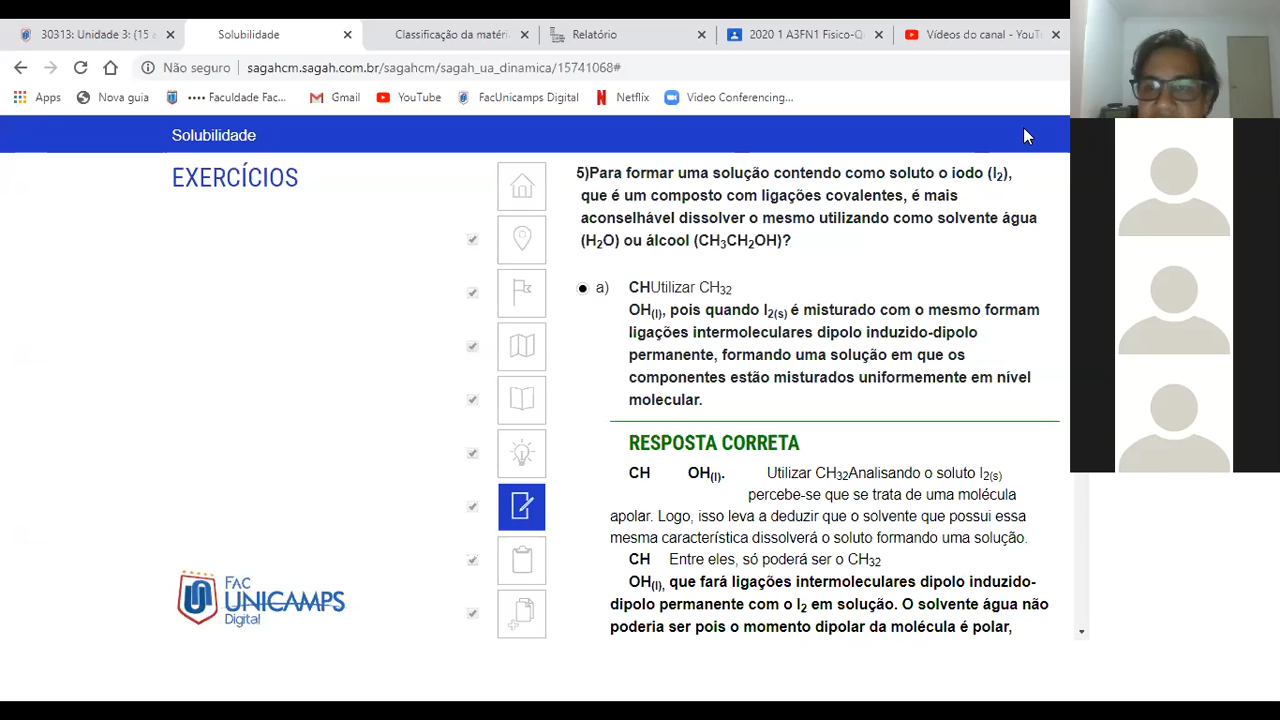 30313: Unidade 3: (15
Solubilidade
Classificação da matéri
Relatório
2020 1 A3FN1 Fisico-Q
Vídeos do canal - YouT
Não seguro
sagahcm.sagah.com.br/sagahcm/sagah_ua_dinamica/15741068#
Apps
Nova guia
•••• Faculdade Fac...
Gmail
YouTube
FacUnicamps Digital
Netflix
Video Conferencing...
Solubilidade
EXERCÍCIOS
5)Para formar uma solução contendo como soluto o iodo (I₂),
que é um composto com ligações covalentes, é mais
aconselhável dissolver o mesmo utilizando como solvente água
(H₂O) ou álcool (CH₃CH₂OH)?
a) CHUtilizar CH₃₂
OH(l), pois quando I₂(s) é misturado com o mesmo formam
ligações intermoleculares dipolo induzido-dipolo
permanente, formando uma solução em que os
componentes estão misturados uniformemente em nível
molecular.
RESPOSTA CORRETA
CH OH(l). Utilizar CH₃₂Analisando o soluto I₂(s)
percebe-se que se trata de uma molécula
apolar. Logo, isso leva a deduzir que o solvente que possui essa
mesma característica dissolverá o soluto formando uma solução.
CH Entre eles, só poderá ser o CH₃₂
OH(l), que fará ligações intermoleculares dipolo induzido-
dipolo permanente com o I₂ em solução. O solvente água não
poderia ser pois o momento dipolar da molécula é polar,
FAC
UNICAMPS
Digital